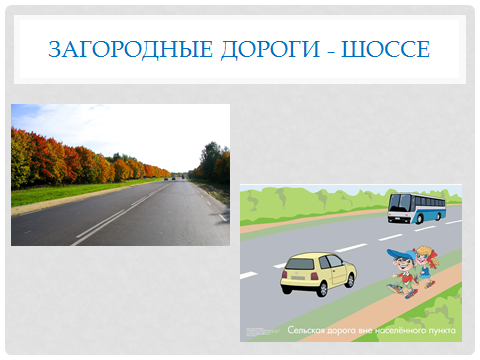 ЗАГОРОДНЫЕ ДОРОГИ - ШОССЕ
Сельская дорога вне населённого пункта